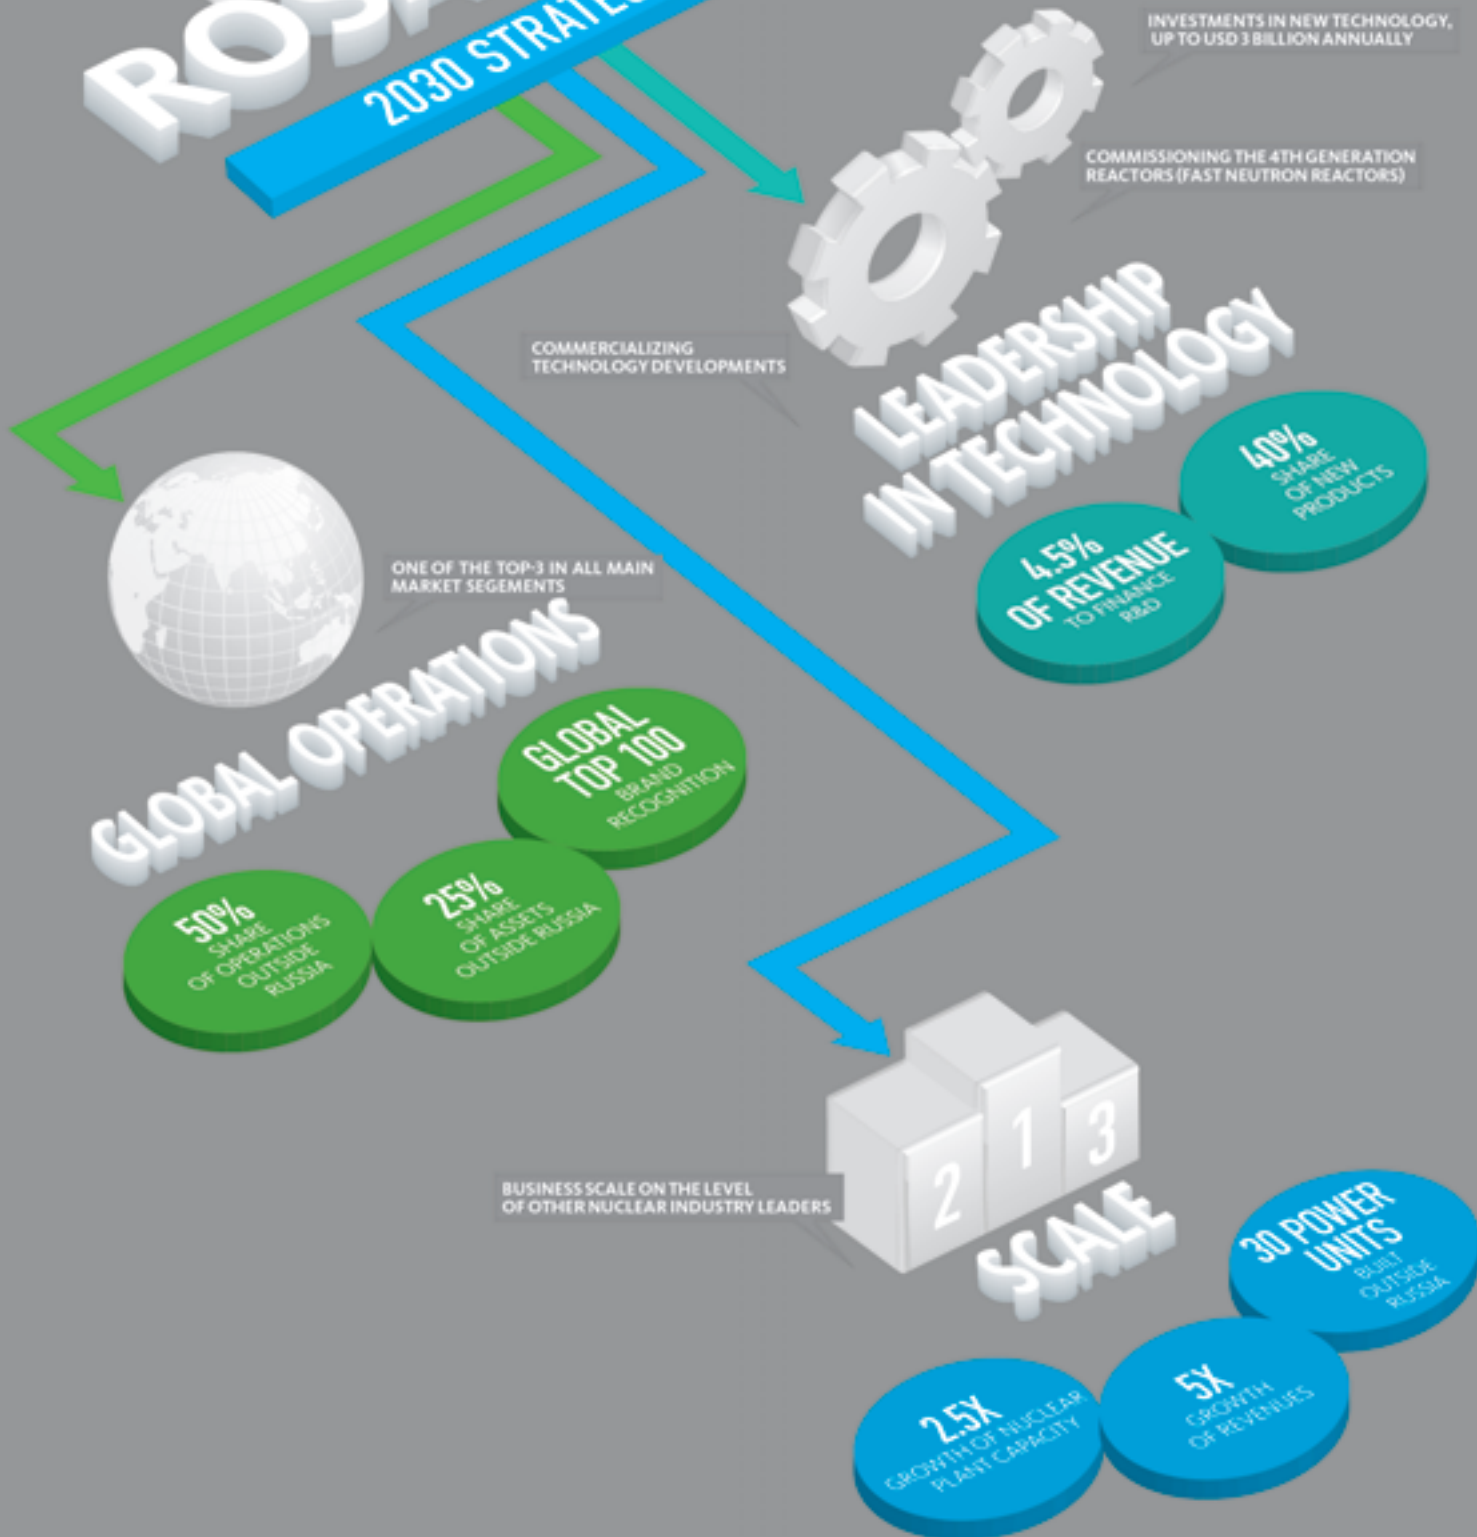 2030
INVESTMENTS IN NEW TECHNOLOGY,
UP TO USD 3 BILLION ANNUALLY
COMMISSIONING THE 4TH GENERATION
REACTORS (FAST NEUTRON REACTORS)
COMMERCIALIZING
TECHNOLOGY DEVELOPMENTS
LEADERSHIP
IN TECHNOLOGY
40%
SHARE
OF NEW
PRODUCTS
4.5%
OF REVENUE
TO FINANCE
R&D
ONE OF THE TOP-3 IN ALL MAIN
MARKET SEGEMENTS
GLOBAL OPERATIONS
GLOBAL
TOP 100
BRAND
RECOGNITION
25%
SHARE
OF ASSETS
OUTSIDE RUSSIA
50%
SHARE
OF OPERATIONS
OUTSIDE
RUSSIA
2
1
3
BUSINESS SCALE ON THE LEVEL
OF OTHER NUCLEAR INDUSTRY LEADERS
SCALE
30 POWER
UNITS
BUILT
OUTSIDE
RUSSIA
5X
GROWTH
OF REVENUES
2.5X
GROWTH OF NUCLEAR
PLANT CAPACITY